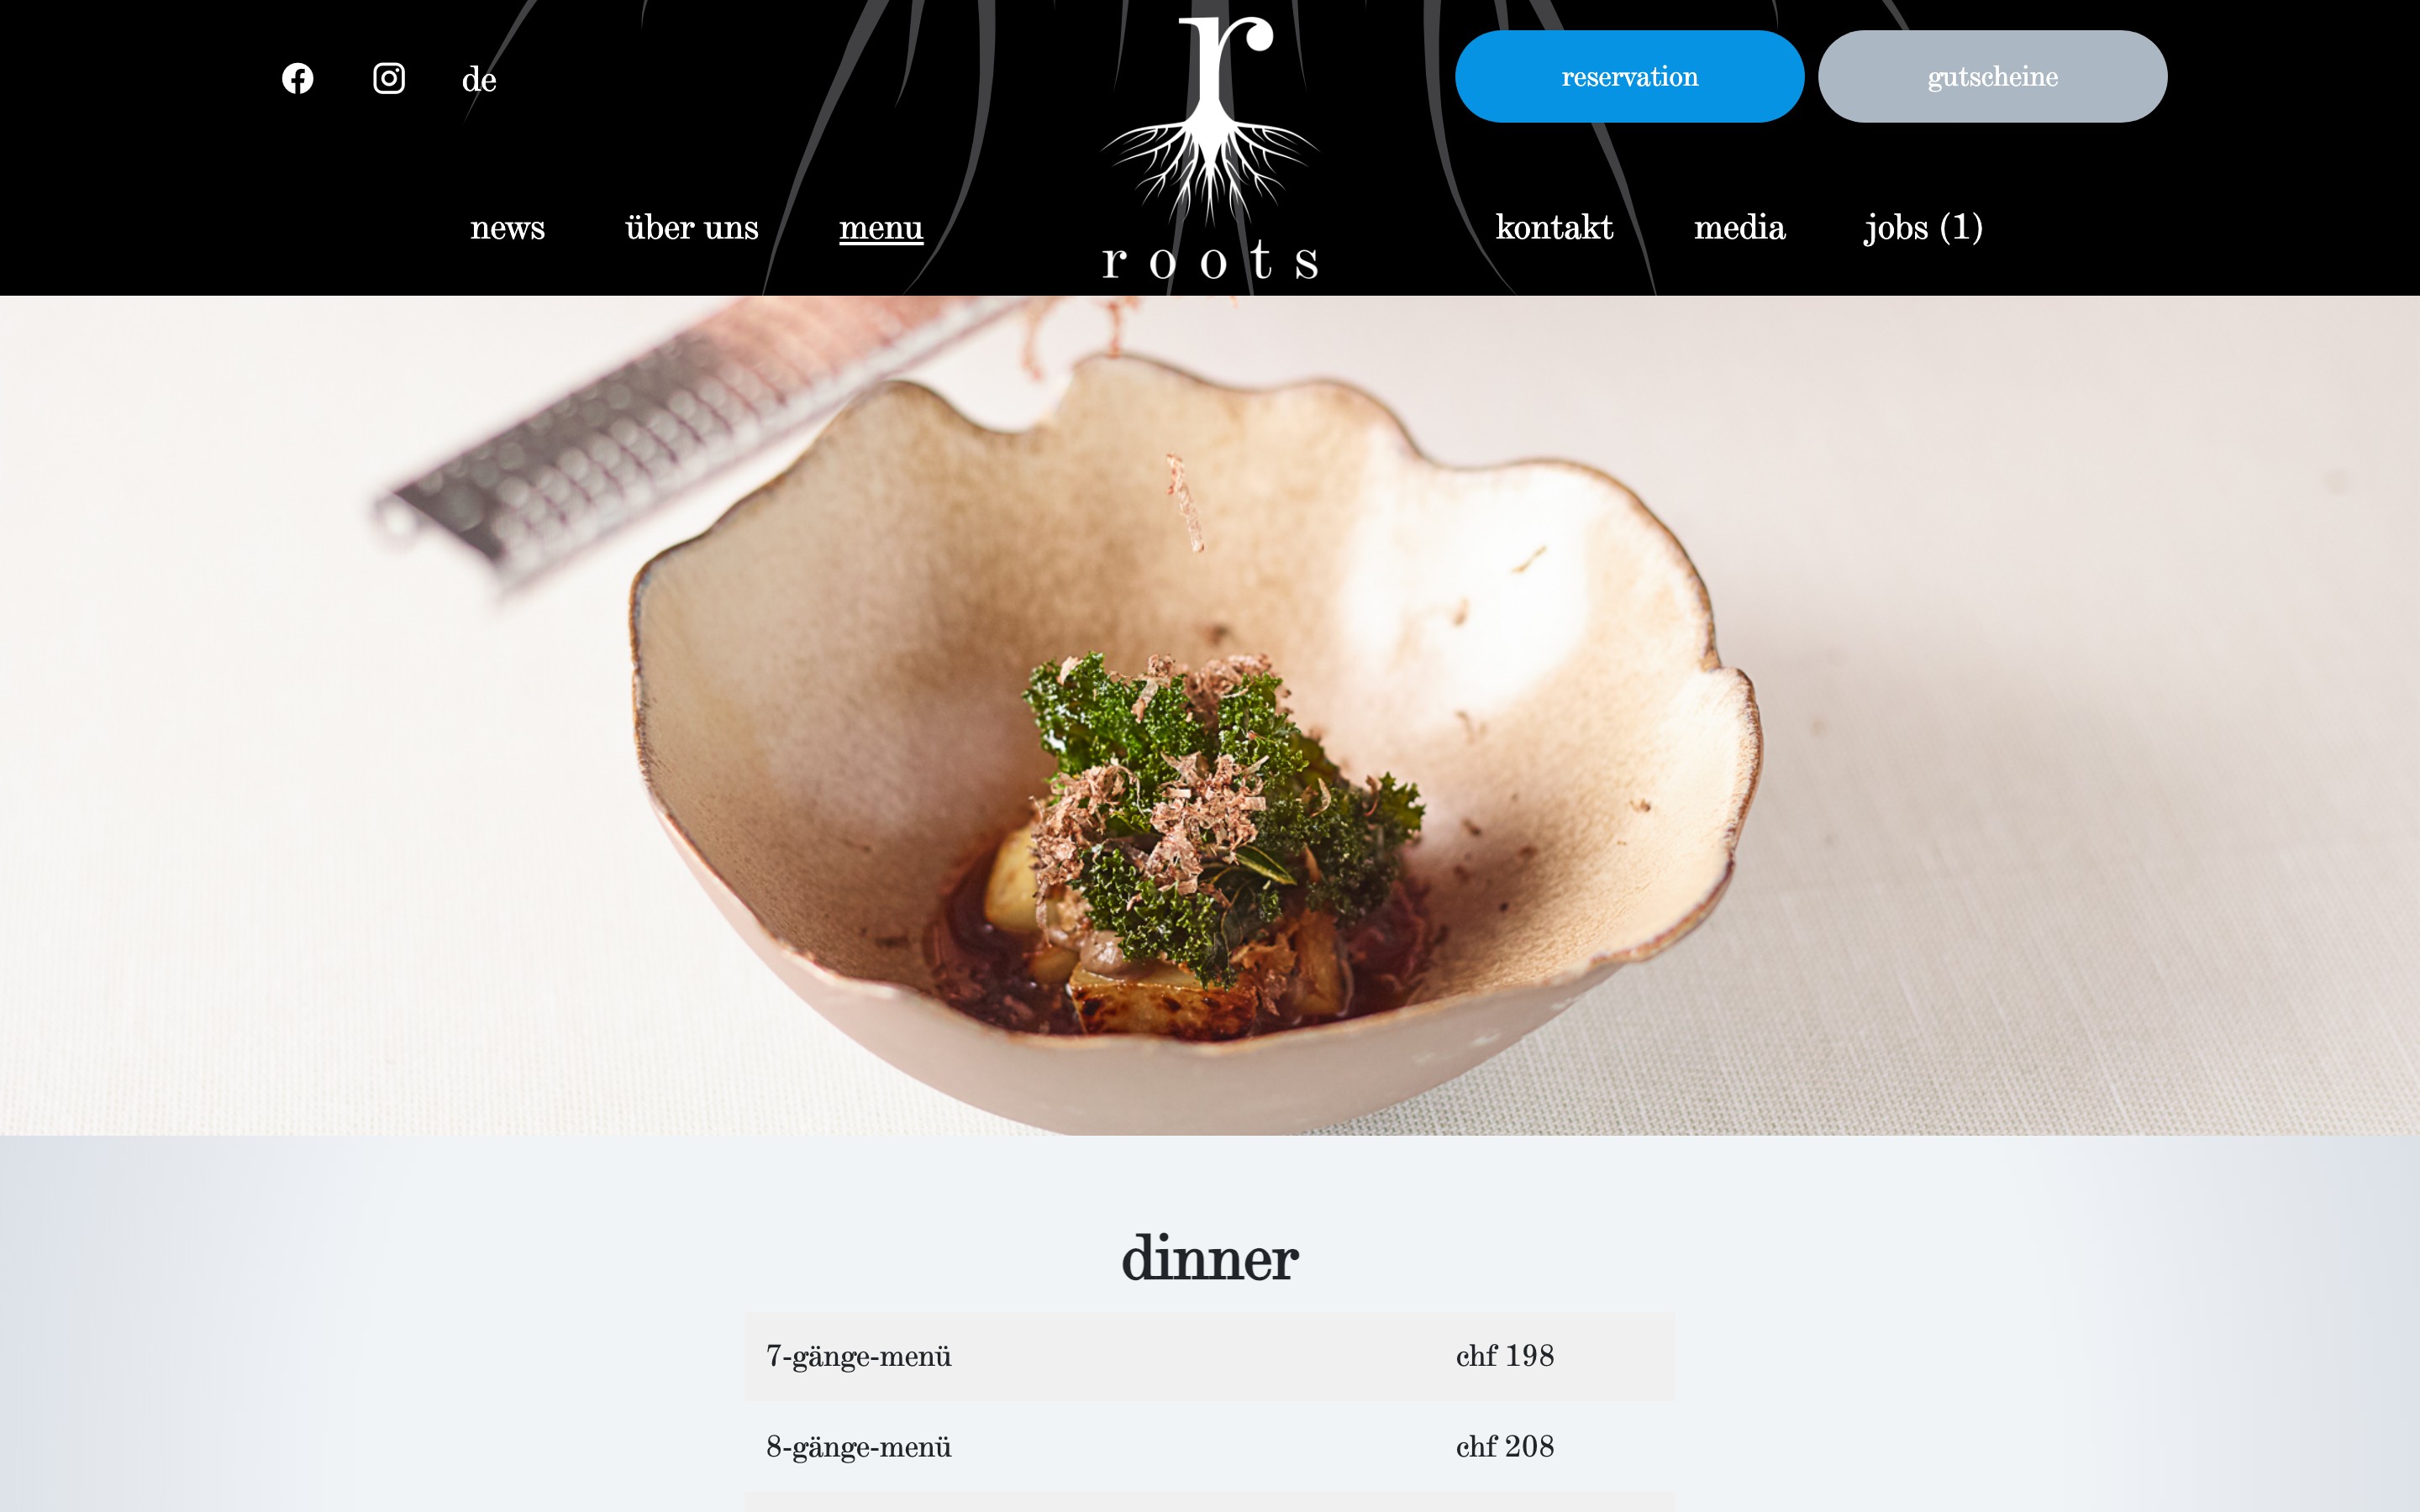 de
reservation
gutscheine
news
über uns
menu
r
roots
kontakt
media
jobs (1)
dinner
7-gänge-menü chf 198
8-gänge-menü chf 208